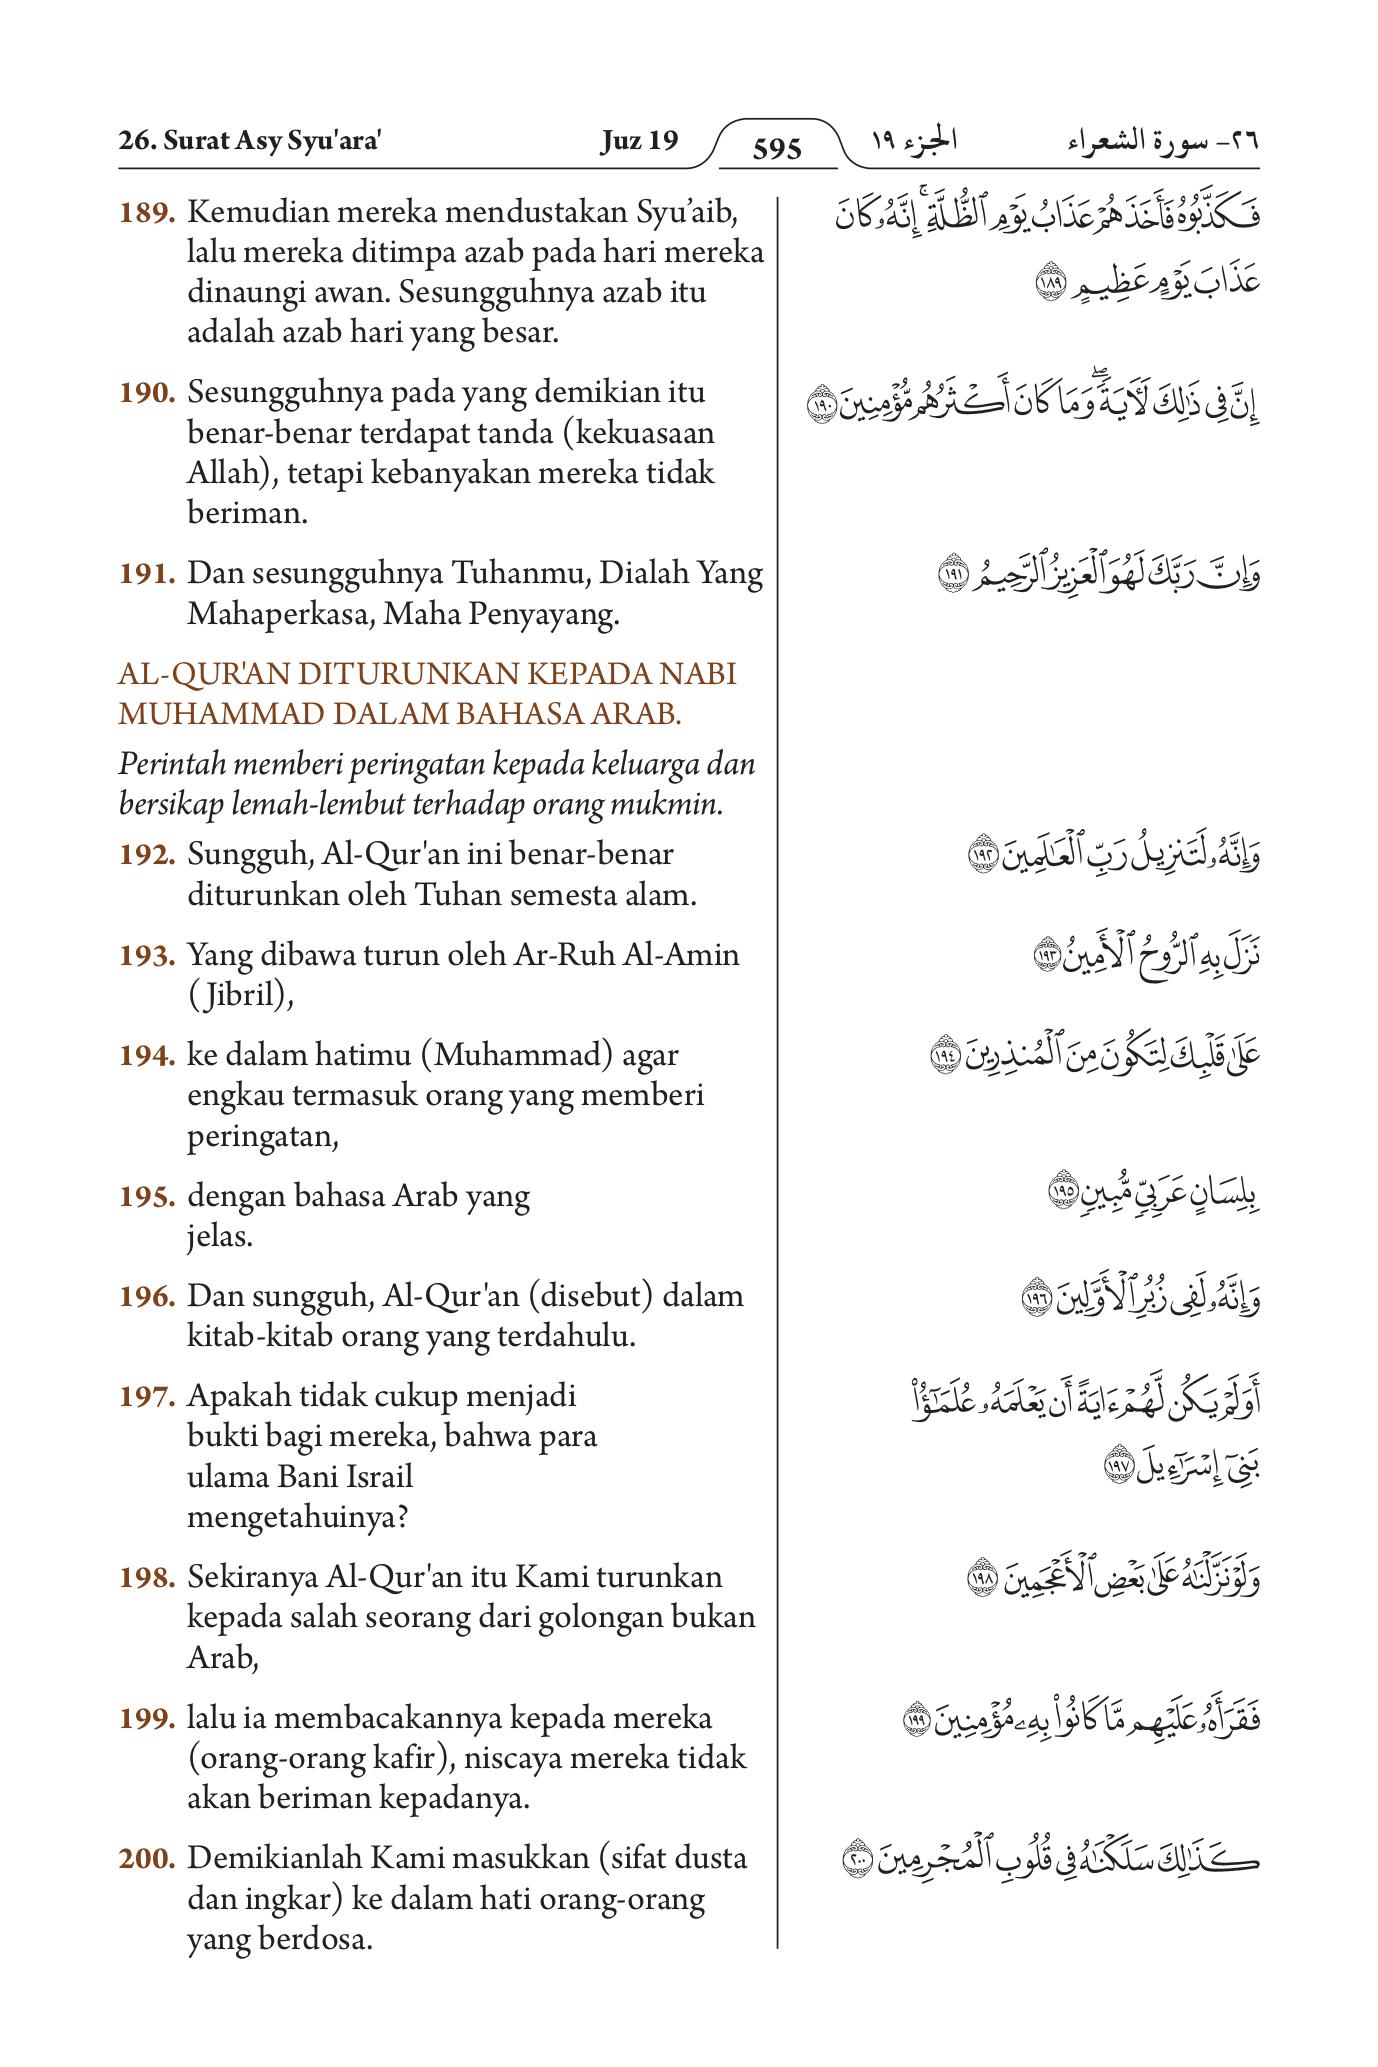 26. Surat Asy Syu'ara' Juz 19 595 الجزء ١٩ ٢٦- سورة الشعراء
189. Kemudian mereka mendustakan Syu’aib,
lalu mereka ditimpa azab pada hari mereka
dinaungi awan. Sesungguhnya azab itu
adalah azab hari yang besar.
فَكَذَّبُوهُ فَأَخَذَهُمْ عَذَابُ يَوْمِ ٱلظُّلَّةِ ۚ إِنَّهُۥ كَانَ
عَذَابَ يَوْمٍ عَظِيمٍ ١٨٩
190. Sesungguhnya pada yang demikian itu
benar-benar terdapat tanda (kekuasaan
Allah), tetapi kebanyakan mereka tidak
beriman.
إِنَّ فِى ذَٰلِكَ لَـَٔايَةً ۖ وَمَا كَانَ أَكْثَرُهُم مُّؤْمِنِينَ ١٩٠
191. Dan sesungguhnya Tuhanmu, Dialah Yang
Mahaperkasa, Maha Penyayang.
وَإِنَّ رَبَّكَ لَهُوَ ٱلْعَزِيزُ ٱلرَّحِيمُ ١٩١
AL-QUR'AN DITURUNKAN KEPADA NABI
MUHAMMAD DALAM BAHASA ARAB.
Perintah memberi peringatan kepada keluarga dan
bersikap lemah-lembut terhadap orang mukmin.
192. Sungguh, Al-Qur'an ini benar-benar
diturunkan oleh Tuhan semesta alam.
وَإِنَّهُۥ لَتَنزِيلُ رَبِّ ٱلْعَـٰلَمِينَ ١٩٢
193. Yang dibawa turun oleh Ar-Ruh Al-Amin
(Jibril),
نَزَلَ بِهِ ٱلرُّوحُ ٱلْأَمِينُ ١٩٣
194. ke dalam hatimu (Muhammad) agar
engkau termasuk orang yang memberi
peringatan,
عَلَىٰ قَلْبِكَ لِتَكُونَ مِنَ ٱلْمُنذِرِينَ ١٩٤
195. dengan bahasa Arab yang
jelas.
بِلِسَانٍ عَرَبِىٍّ مُّبِينٍ ١٩٥
196. Dan sungguh, Al-Qur'an (disebut) dalam
kitab-kitab orang yang terdahulu.
وَإِنَّهُۥ لَفِى زُبُرِ ٱلْأَوَّلِينَ ١٩٦
197. Apakah tidak cukup menjadi
bukti bagi mereka, bahwa para
ulama Bani Israil
mengetahuinya?
أَوَلَمْ يَكُن لَّهُمْ ءَايَةً أَن يَعْلَمَهُۥ عُلَمَـٰٓؤُا۟
بَنِىٓ إِسْرَٰٓءِيلَ ١٩٧
198. Sekiranya Al-Qur'an itu Kami turunkan
kepada salah seorang dari golongan bukan
Arab,
وَلَوْ نَزَّلْنَـٰهُ عَلَىٰ بَعْضِ ٱلْأَعْجَمِينَ ١٩٨
199. lalu ia membacakannya kepada mereka
(orang-orang kafir), niscaya mereka tidak
akan beriman kepadanya.
فَقَرَأَهُۥ عَلَيْهِم مَّا كَانُوا۟ بِهِۦ مُؤْمِنِينَ ١٩٩
200. Demikianlah Kami masukkan (sifat dusta
dan ingkar) ke dalam hati orang-orang
yang berdosa.
كَذَٰلِكَ سَلَكْنَـٰهُ فِى قُلُوبِ ٱلْمُجْرِمِينَ ٢٠٠